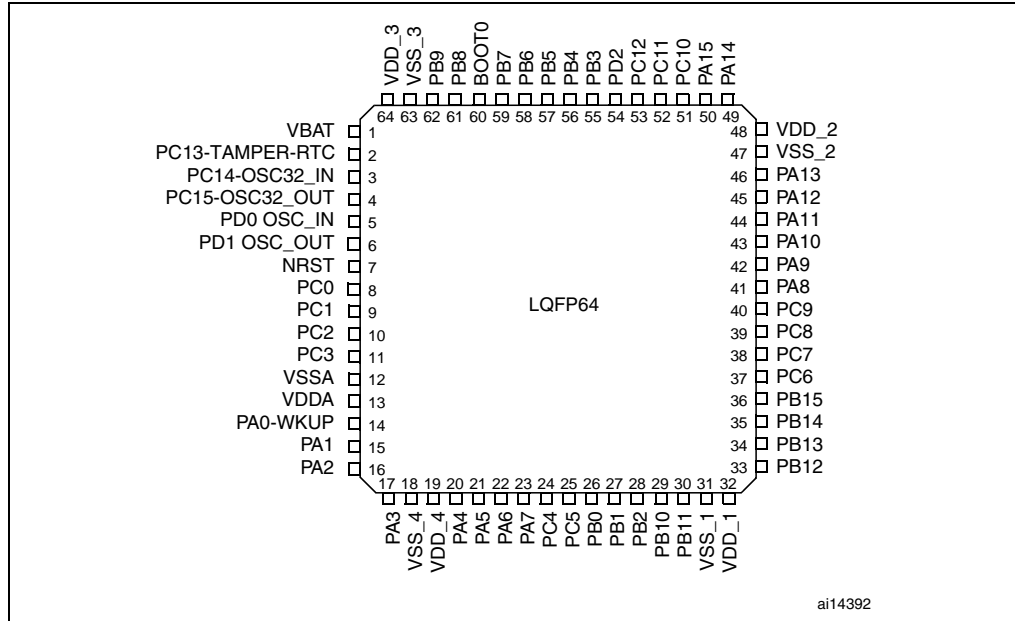 VDD_3
VSS_3
PB9
PB8
BOOT0
PB7
PB6
PB5
PB4
PB3
PD2
PC12
PC11
PC10
PA15
PA14
64 63 62 61 60 59 58 57 56 55 54 53 52 51 50 49
VBAT 1
PC13-TAMPER-RTC 2
PC14-OSC32_IN 3
PC15-OSC32_OUT 4
PD0 OSC_IN 5
PD1 OSC_OUT 6
NRST 7
PC0 8
PC1 9
PC2 10
PC3 11
VSSA 12
VDDA 13
PA0-WKUP 14
PA1 15
PA2 16
LQFP64
48 VDD_2
47 VSS_2
46 PA13
45 PA12
44 PA11
43 PA10
42 PA9
41 PA8
40 PC9
39 PC8
38 PC7
37 PC6
36 PB15
35 PB14
34 PB13
33 PB12
17 18 19 20 21 22 23 24 25 26 27 28 29 30 31 32
PA3
VSS_4
VDD_4
PA4
PA5
PA6
PA7
PC4
PC5
PB0
PB1
PB2
PB10
PB11
VSS_1
VDD_1
ai14392